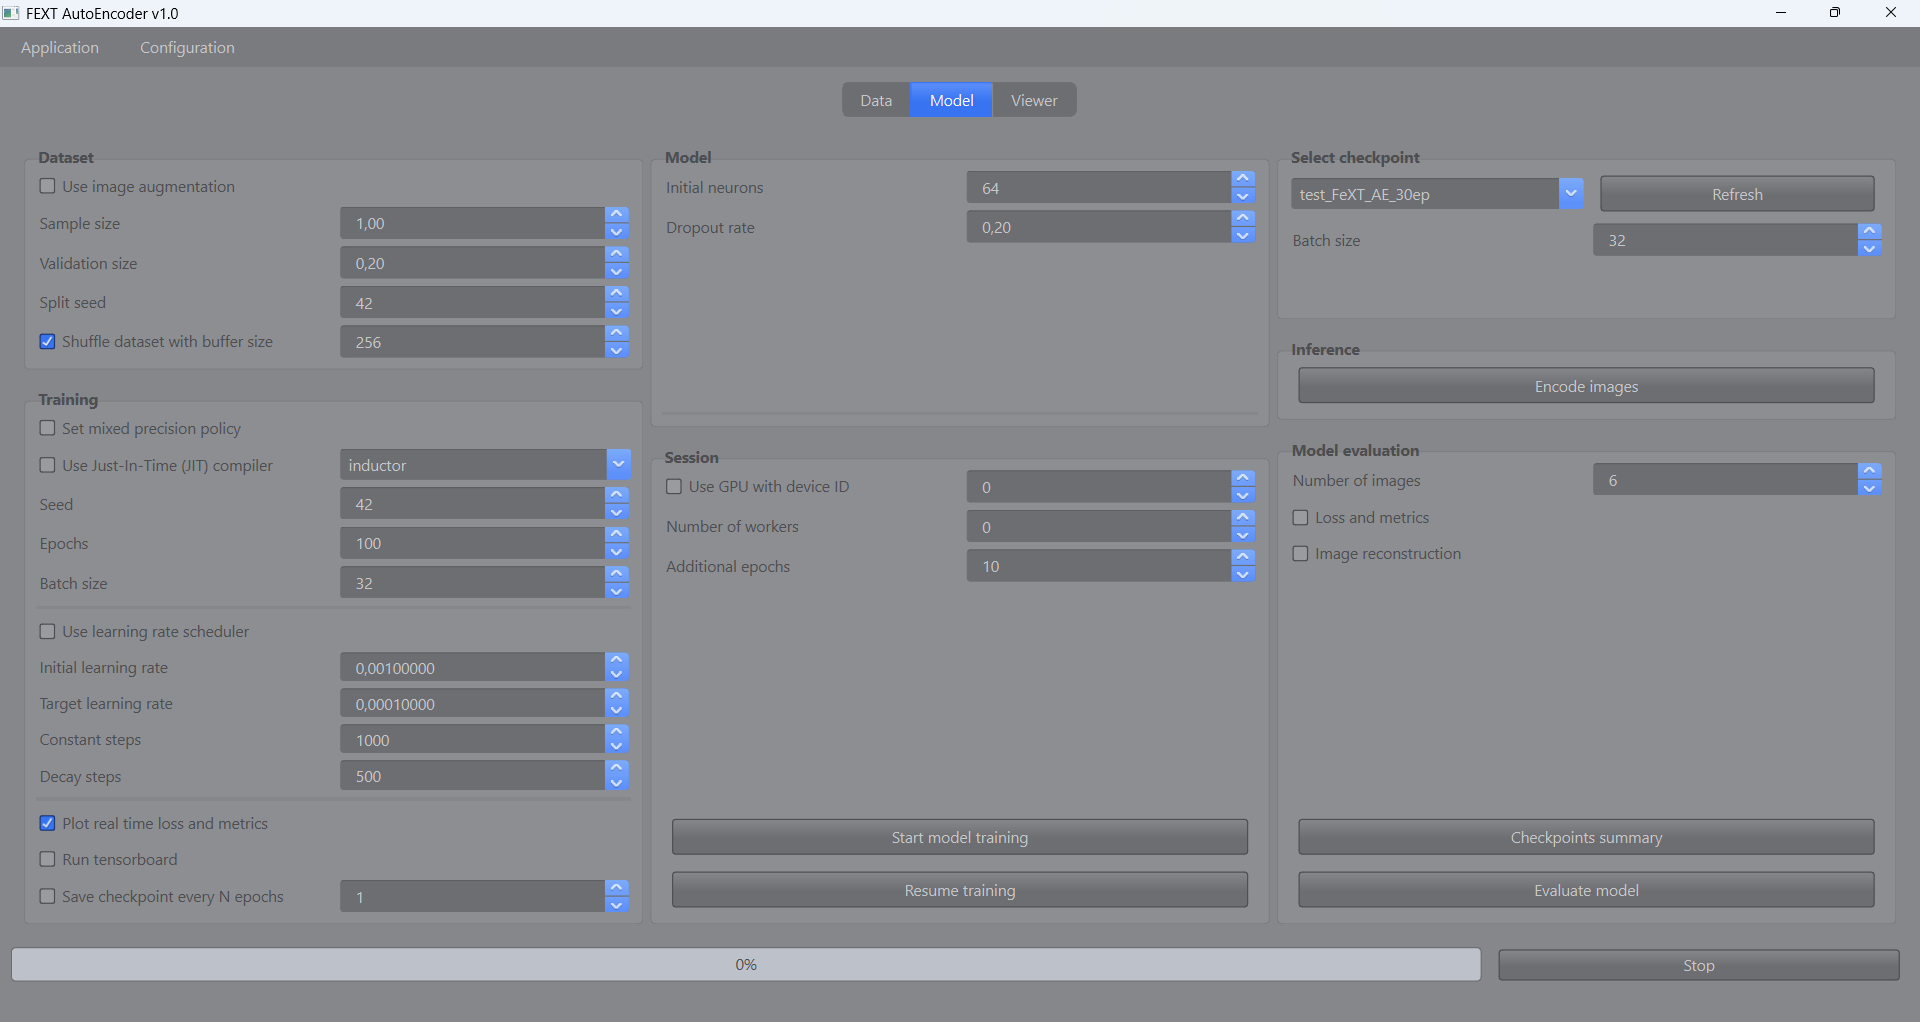 FEXT AutoEncoder v1.0
Application Configuration
Data Model Viewer
Dataset
Use image augmentation
Sample size 1,00
Validation size 0,20
Split seed 42
Shuffle dataset with buffer size 256
Training
Set mixed precision policy
Use Just-In-Time (JIT) compiler inductor
Seed 42
Epochs 100
Batch size 32
Use learning rate scheduler
Initial learning rate 0,00100000
Target learning rate 0,00010000
Constant steps 1000
Decay steps 500
Plot real time loss and metrics
Run tensorboard
Save checkpoint every N epochs 1
Model
Initial neurons 64
Dropout rate 0,20
Session
Use GPU with device ID 0
Number of workers 0
Additional epochs 10
Start model training
Resume training
Select checkpoint
test_FeXT_AE_30ep Refresh
Batch size 32
Inference
Encode images
Model evaluation
Number of images 6
Loss and metrics
Image reconstruction
Checkpoints summary
Evaluate model
0% Stop